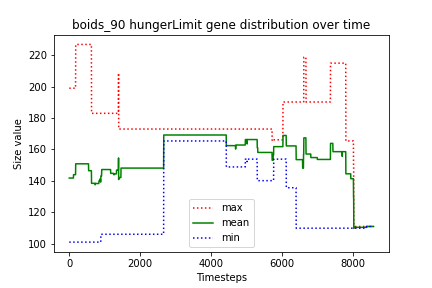 boids_90 hungerLimit gene distribution over time
Size value
220
200
180
160
140
120
100
max
mean
min
0
2000
4000
6000
8000
Timesteps